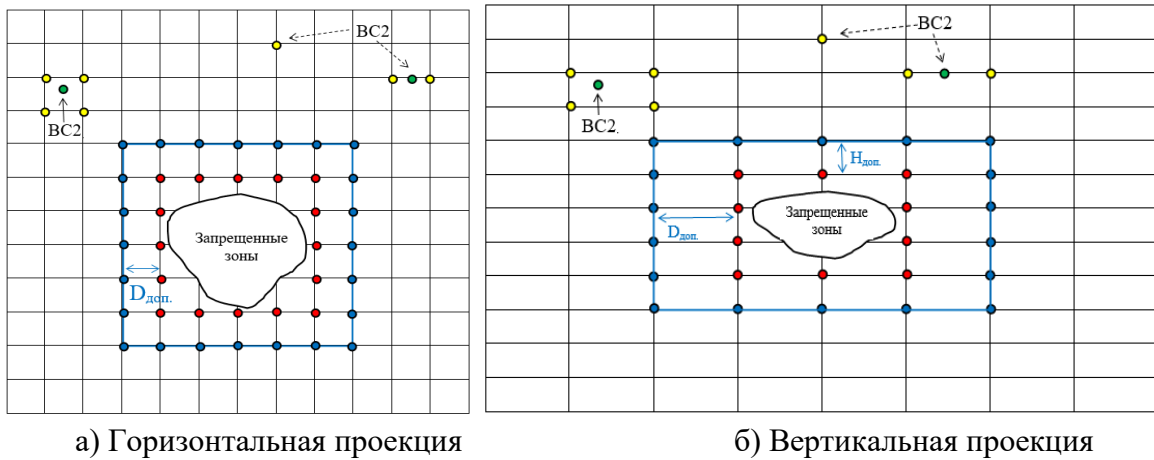 ВС2
ВС2
Запрещенные
зоны
Dдоп.
а) Горизонтальная проекция
ВС2
ВС2.
Hдоп.
Dдоп.
Запрещенные
зоны
б) Вертикальная проекция